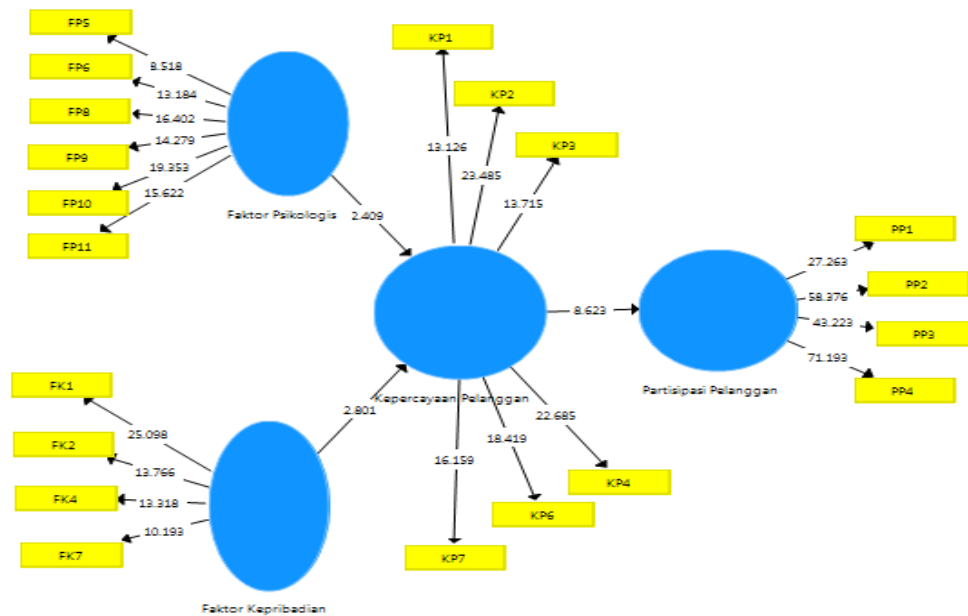 FP5
8.518
FP6
13.184
FP8
16.402
FP9
14.279
19.353
FP10
15.622
FP11
Faktor Psikologis
2.409
KP1
KP2
KP3
13.126
23.485
13.715
Kepercayaan Pelanggan
8.623
PP1
27.263
PP2
58.376
43.223
PP3
71.193
PP4
Partisipasi Pelanggan
FK1
25.098
FK2
13.766
FK4
13.318
10.193
FK7
Faktor Kepribadian
2.801
16.159
18.419
22.685
KP4
KP6
KP7